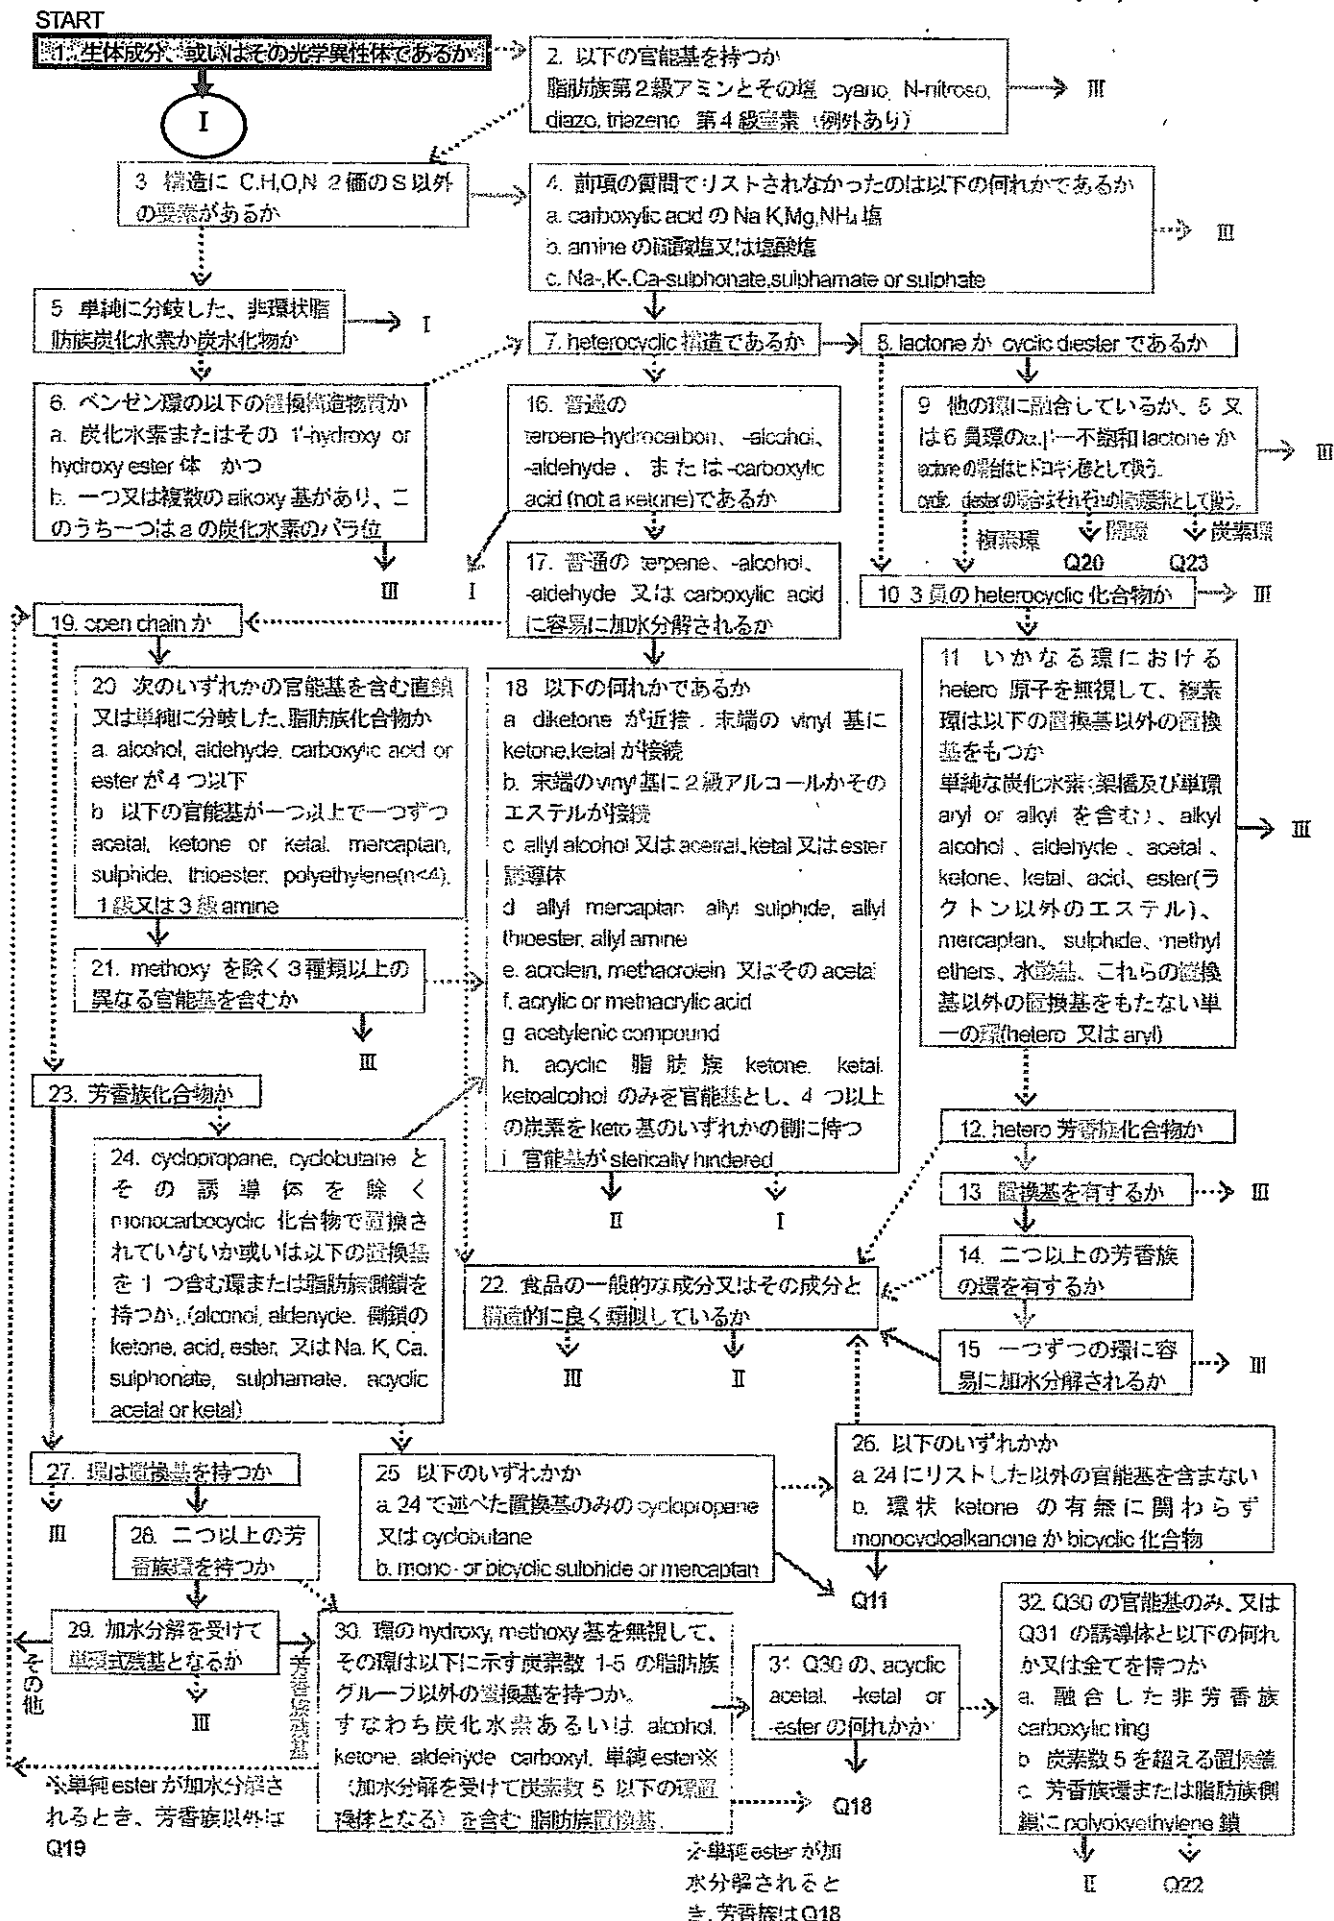 START
1. 生体成分、或いはその光学異性体であるか
I
2. 以下の官能基を持つか
脂肪族第2級アミンとその塩 cyano, N-nitroso,
diazo, triazeno 第4級窒素（例外あり）
III
3 構造に C,H,O,N 2価のS以外
の要素があるか
4. 前項の質問でリストされなかったのは以下の何れかであるか
a. carboxylic acid の Na K,Mg,NH4 塩
b. amine の硫酸塩又は塩酸塩
c. Na-,K-,Ca-sulphonate,sulphamate or sulphate
III
5 単純に分岐した、非環状脂
肪族炭化水素か炭水化物か
I
6. ベンゼン環の以下の置換構造物質か
a. 炭化水素またはその 1'-hydroxy or
hydroxy ester 体 かつ
b. 一つ又は複数の alkoxy 基があり、こ
のうち一つは a の炭化水素のパラ位
III
7. heterocyclic 構造であるか
8. lactone か cyclic diester であるか
9 他の環に融合しているか、5 又
は6 員環のα,β-不飽和 lactone か
lactone の場合はヒドロキシ酸として扱う。
cyclic diester の場合はそれぞれの
III
複素環
開環
炭素環
Q20
Q23
10 3 員の heterocyclic 化合物か
III
11 いかなる環における
hetero 原子を無視して、複素
環は以下の置換基以外の置換
基をもつか
単純な炭化水素(架橋及び単環
aryl or alkyl を含む)、alkyl
alcohol、aldehyde、acetal、
ketone、ketal、acid、ester(ラ
クトン以外のエステル)、
mercaptan、sulphide、methyl
ethers、水酸基、これらの置換
基以外の置換基をもたない単
一の環(hetero 又は aryl)
III
12. hetero 芳香族化合物か
13 置換基を有するか
III
14. 二つ以上の芳香族
の環を有するか
15 一つずつの環に容
易に加水分解されるか
III
16. 普通の
terpene-hydrocarbon、-alcohol、
-aldehyde、または-carboxylic
acid (not a ketone)であるか
I
17. 普通の terpene、-alcohol、
-aldehyde 又は carboxylic acid
に容易に加水分解されるか
18 以下の何れかであるか
a diketone が近接．末端の vinyl 基に
ketone,ketal が接続
b. 末端の vinyl 基に 2 級アルコールかその
エステルが接続
c allyl alcohol 又は acetal, ketal 又は ester
誘導体
d allyl mercaptan allyl sulphide, allyl
thioester, allyl amine
e. acrolein, methacrolein 又はその acetal
f. acrylic or methacrylic acid
g acetylenic compound
h. acyclic 脂肪族 ketone. ketal.
ketoalcohol のみを官能基とし、4 つ以上
の炭素を keto 基のいずれかの側に持つ
i 官能基が sterically hindered
II
I
19. open chain か
20 次のいずれかの官能基を含む直鎖
又は単純に分岐した、脂肪族化合物か
a. alcohol, aldehyde, carboxylic acid or
ester が 4 つ以下
b 以下の官能基が一つ以上で一つずつ
acetal, ketone or ketal, mercaptan,
sulphide, thioester, polyethylene(n<4),
1 級又は 3 級 amine
21. methoxy を除く 3 種類以上の
異なる官能基を含むか
III
22. 食品の一般的な成分又はその成分と
構造的に良く類似しているか
III
II
23. 芳香族化合物か
24. cyclopropane, cyclobutane と
その誘導体を除く
monocarbocyclic 化合物で置換さ
れていないか或いは以下の置換基
を 1 つ含む環または脂肪族側鎖を
持つか。(alcohol, aldehyde. 側鎖の
ketone, acid, ester, 又は Na, K, Ca,
sulphonate, sulphamate. acyclic
acetal or ketal)
25 以下のいずれかか
a. 24 で述べた置換基のみの cyclopropane
又は cyclobutane
b. mono- or bicyclic sulphide or mercaptan
Q11
26. 以下のいずれかか
a 24 にリストした以外の官能基を含まない
b. 環状 ketone の有無に関わらず
monocycloalkanone か bicyclic 化合物
27. 環は置換基を持つか
III
28. 二つ以上の芳
香族環を持つか
29. 加水分解を受けて
単環式残基となるか
その他
芳香族残基
III
※単純 ester が加水分解さ
れるとき、芳香族以外は
Q19
30. 環の hydroxy, methoxy 基を無視して、
その環は以下に示す炭素数 1-5 の脂肪族
グループ以外の置換基を持つか。
すなわち炭化水素あるいは alcohol.
ketone. aldehyde carboxyl. 単純 ester※
(加水分解を受けて炭素数 5 以下の環置
換体となる) を含む 脂肪族置換基.
Q18
※単純 ester が加
水分解されると
き、芳香族は Q18
31 Q30 の、acyclic
acetal. -ketal or
-ester の何れかか
32. Q30 の官能基のみ、又は
Q31 の誘導体と以下の何れ
か又は全てを持つか
a. 融合した非芳香族
carboxylic ring
b 炭素数 5 を超える置換鎖
c. 芳香族環または脂肪族側
鎖に polyoxyethylene 鎖
II
Q22